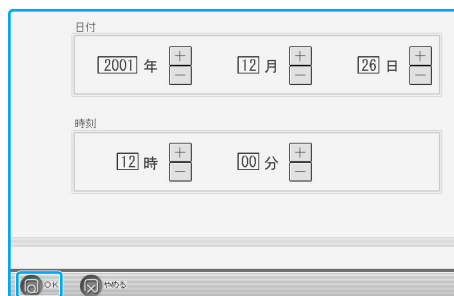 日付
2001 年 + − 12 月 + − 26 日 + −
時刻
12 時 + − 00 分 + −
OK やめる